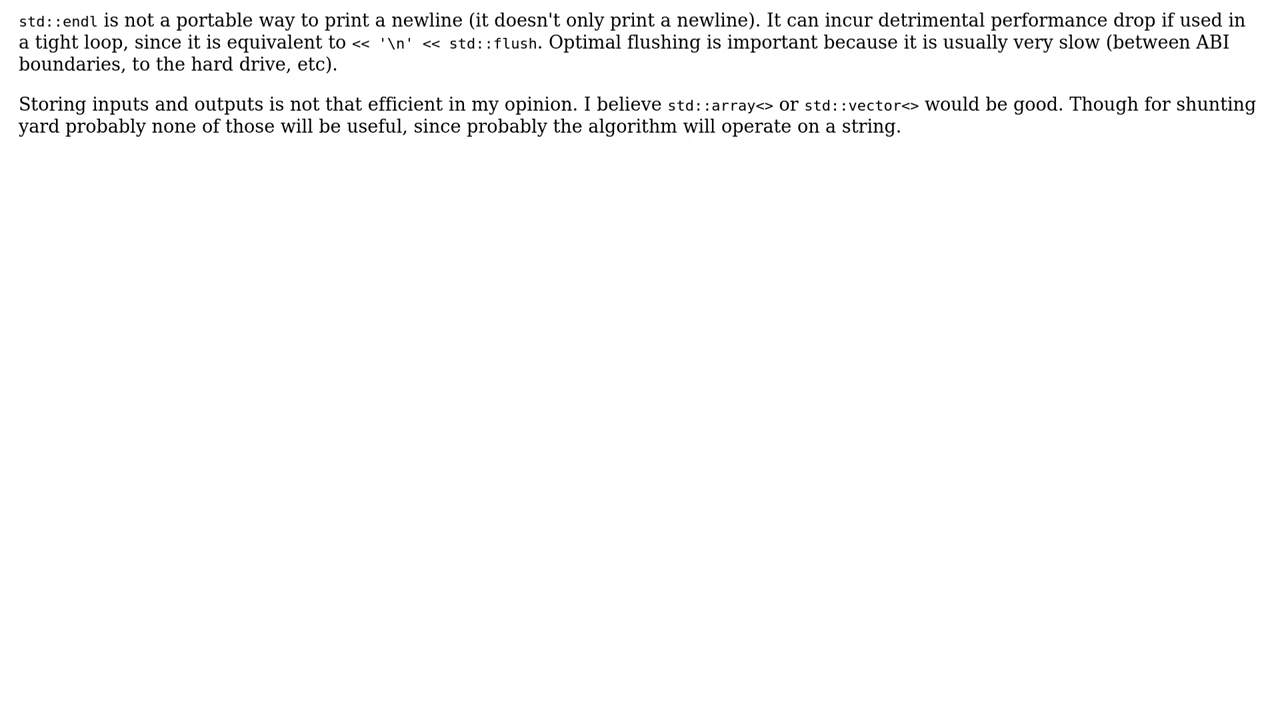 std::endl is not a portable way to print a newline (it doesn't only print a newline). It can incur detrimental performance drop if used in
a tight loop, since it is equivalent to << '\n' << std::flush. Optimal flushing is important because it is usually very slow (between ABI
boundaries, to the hard drive, etc).
Storing inputs and outputs is not that efficient in my opinion. I believe std::array<> or std::vector<> would be good. Though for shunting
yard probably none of those will be useful, since probably the algorithm will operate on a string.